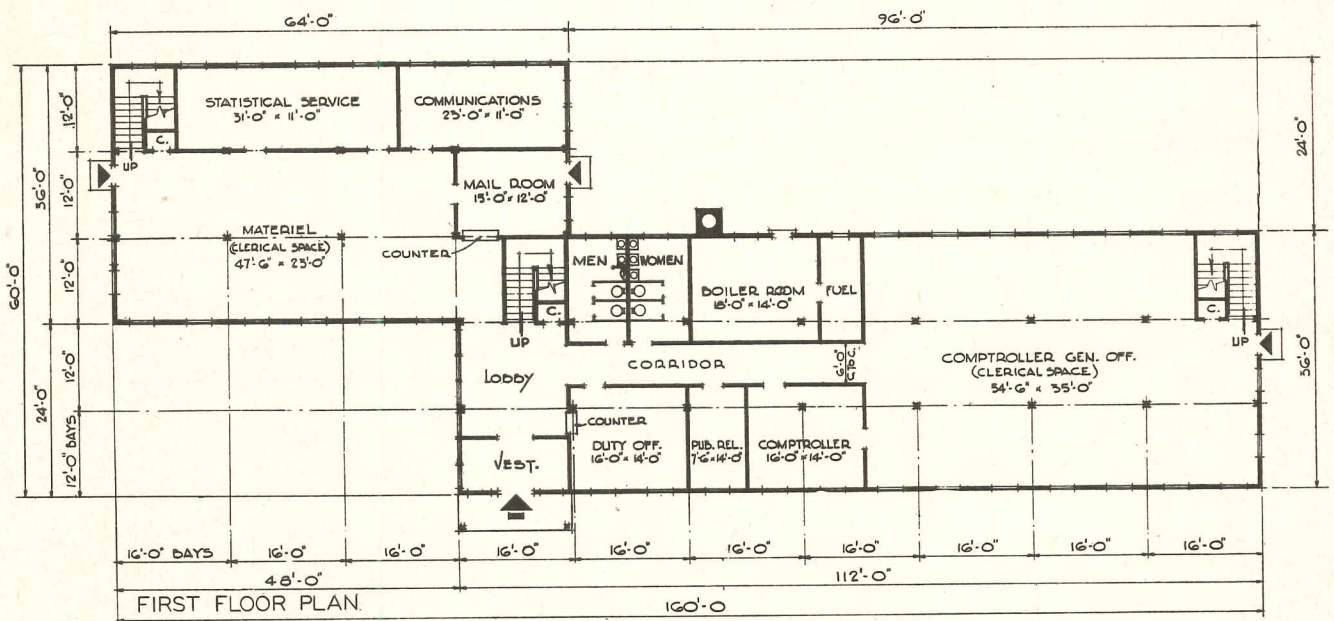 64'-0"
96'-0"
60'-0"
36'-0"
24'-0"
12'-0"
12'-0"
12'-0"
12'-0"
12'-0" BAYS
STATISTICAL SERVICE
31'-0" × 11'-0"
COMMUNICATIONS
23'-0" × 11'-0"
C.
UP
MAIL ROOM
15'-0" × 12'-0"
MATERIEL
(CLERICAL SPACE)
47'-6" × 23'-0"
COUNTER
MEN
WOMEN
BOILER ROOM
18'-0" × 14'-0"
FUEL
C.
UP
C.
UP
24'-0"
36'-0"
LOBBY
CORRIDOR
6'-0"
C. TO C.
COMPTROLLER GEN. OFF.
(CLERICAL SPACE)
54'-6" × 35'-0"
COUNTER
VEST.
DUTY OFF.
16'-0" × 14'-0"
PUB. REL.
7'-6" × 14'-0"
COMPTROLLER
16'-0" × 14'-0"
16'-0" BAYS
16'-0"
16'-0"
16'-0"
16'-0"
16'-0"
16'-0"
16'-0"
16'-0"
16'-0"
48'-0"
112'-0"
FIRST FLOOR PLAN.
160'-0